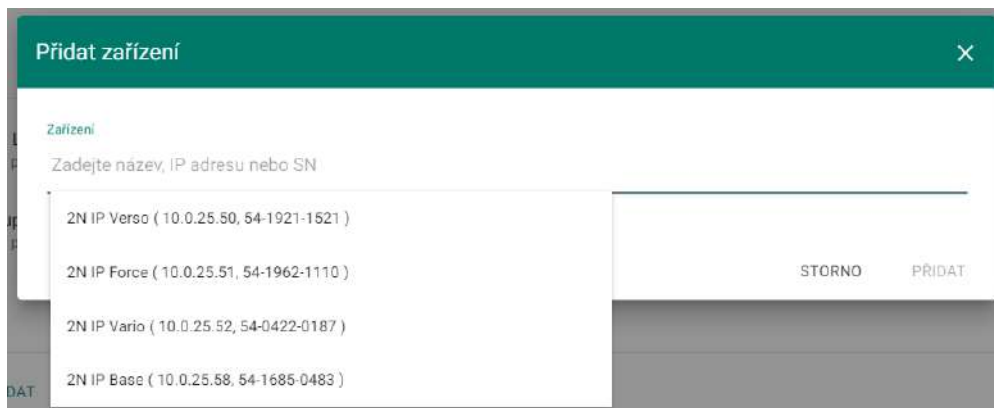 Přidat zařízení
Zařízení
Zadejte název, IP adresu nebo SN
2N IP Verso ( 10.0.25.50, 54-1921-1521 )
2N IP Force ( 10.0.25.51, 54-1962-1110 )
STORNO PŘIDAT
2N IP Vario ( 10.0.25.52, 54-0422-0187 )
2N IP Base ( 10.0.25.58, 54-1685-0483 )